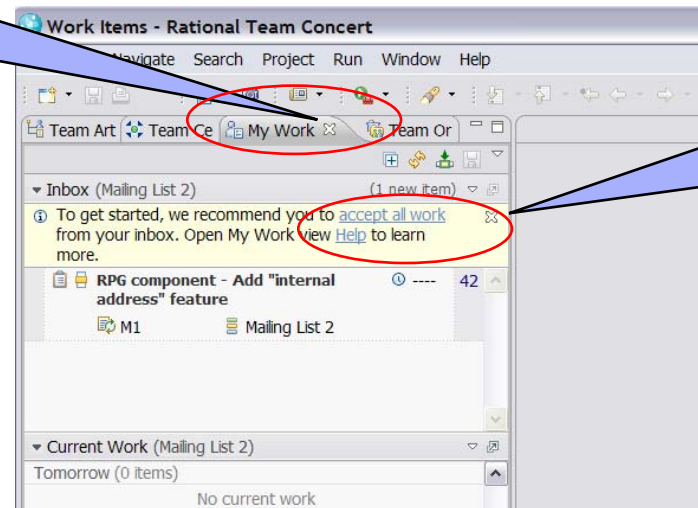 Work Items - Rational Team Concert
Navigate Search Project Run Window Help
Team Art Team Ce My Work Team Or
Inbox (Mailing List 2) (1 new item)
To get started, we recommend you to accept all work
from your inbox. Open My Work view Help to learn
more.
RPG component - Add "internal ---- 42
address" feature
M1 Mailing List 2
Current Work (Mailing List 2)
Tomorrow (0 items)
No current work